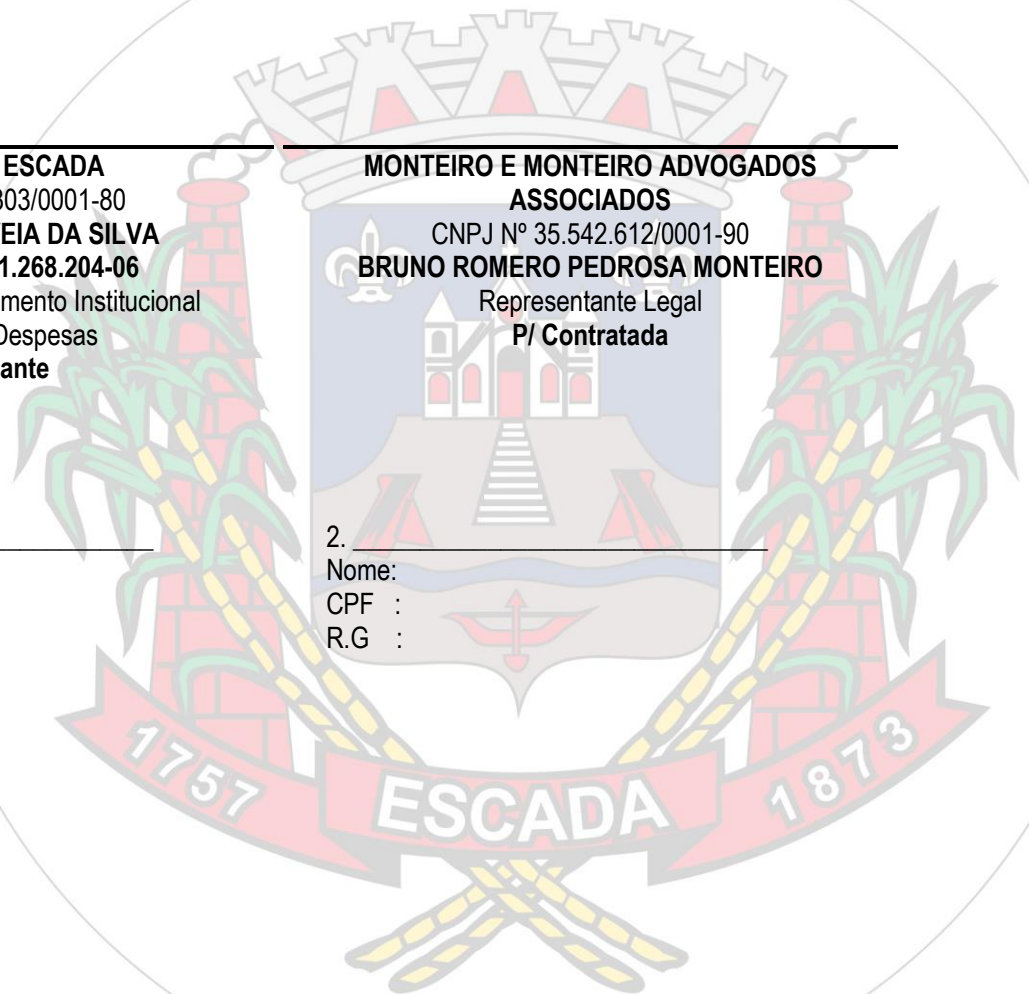 ESCADA
303/0001-80
EIA DA SILVA
1.268.204-06
mento Institucional
Despesas
ante
MONTEIRO E MONTEIRO ADVOGADOS
ASSOCIADOS
CNPJ Nº 35.542.612/0001-90
BRUNO ROMERO PEDROSA MONTEIRO
Representante Legal
P/ Contratada
2. ______________________________
Nome:
CPF :
R.G :
1757
ESCADA
1873